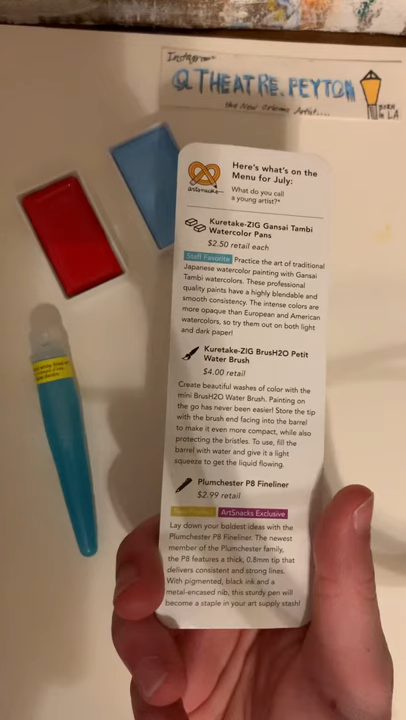 Instagram
@THEATRE.PEYTON
the New Orleans Artist....
BORN
in LA
artsnacks
Here's what's on the
Menu for July:
What do you call
a young artist?*
Kuretake-ZIG Gansai Tambi
Watercolor Pans
$2.50 retail each
Staff Favorite Practice the art of traditional
Japanese watercolor painting with Gansai
Tambi watercolors. These professional
quality paints have a highly blendable and
smooth consistency. The intense colors are
more opaque than European and American
watercolors, so try them out on both light
and dark paper!
Kuretake-ZIG BrusH2O Petit
Water Brush
$4.00 retail
Create beautiful washes of color with the
mini BrusH2O Water Brush. Painting on
the go has never been easier! Store the tip
with the brush end facing into the barrel
to make it even more compact, while also
protecting the bristles. To use, fill the
barrel with water and give it a light
squeeze to get the liquid flowing.
Plumchester P8 Fineliner
$2.99 retail
ArtSnacks Exclusive
Lay down your boldest ideas with the
Plumchester P8 Fineliner. The newest
member of the Plumchester family,
the P8 features a thick, 0.8mm tip that
delivers consistent and strong lines.
With pigmented, black ink and a
metal-encased nib, this sturdy pen will
become a staple in your art supply stash!